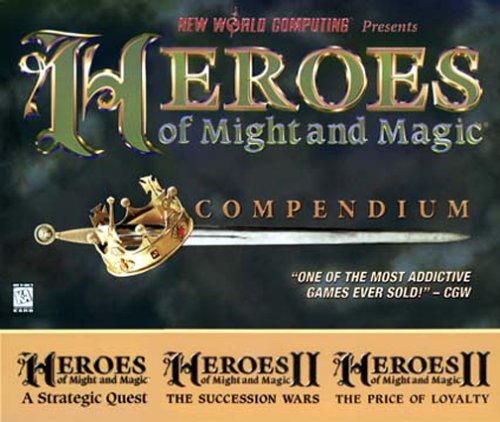 NEW WORLD COMPUTING Presents
HEROES
of Might and Magic®
COMPENDIUM
"ONE OF THE MOST ADDICTIVE
GAMES EVER SOLD!" – CGW
K-A
HEROES
of Might and Magic
A Strategic Quest
HEROES II
of Might and Magic
THE SUCCESSION WARS
HEROES II
of Might and Magic
THE PRICE OF LOYALTY